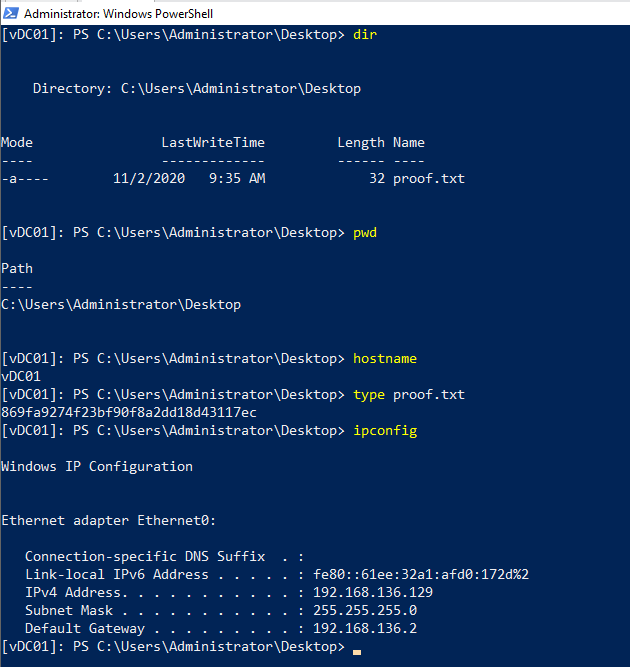 Administrator: Windows PowerShell
[vDC01]: PS C:\Users\Administrator\Desktop> dir
    Directory: C:\Users\Administrator\Desktop
Mode                LastWriteTime         Length Name
----                -------------         ------ ----
-a----       11/2/2020   9:35 AM             32 proof.txt
[vDC01]: PS C:\Users\Administrator\Desktop> pwd
Path
----
C:\Users\Administrator\Desktop
[vDC01]: PS C:\Users\Administrator\Desktop> hostname
vDC01
[vDC01]: PS C:\Users\Administrator\Desktop> type proof.txt
869fa9274f23bf90f8a2dd18d43117ec
[vDC01]: PS C:\Users\Administrator\Desktop> ipconfig
Windows IP Configuration
Ethernet adapter Ethernet0:
   Connection-specific DNS Suffix  . :
   Link-local IPv6 Address . . . . . : fe80::61ee:32a1:afd0:172d%2
   IPv4 Address. . . . . . . . . . . : 192.168.136.129
   Subnet Mask . . . . . . . . . . . : 255.255.255.0
   Default Gateway . . . . . . . . . : 192.168.136.2
[vDC01]: PS C:\Users\Administrator\Desktop>